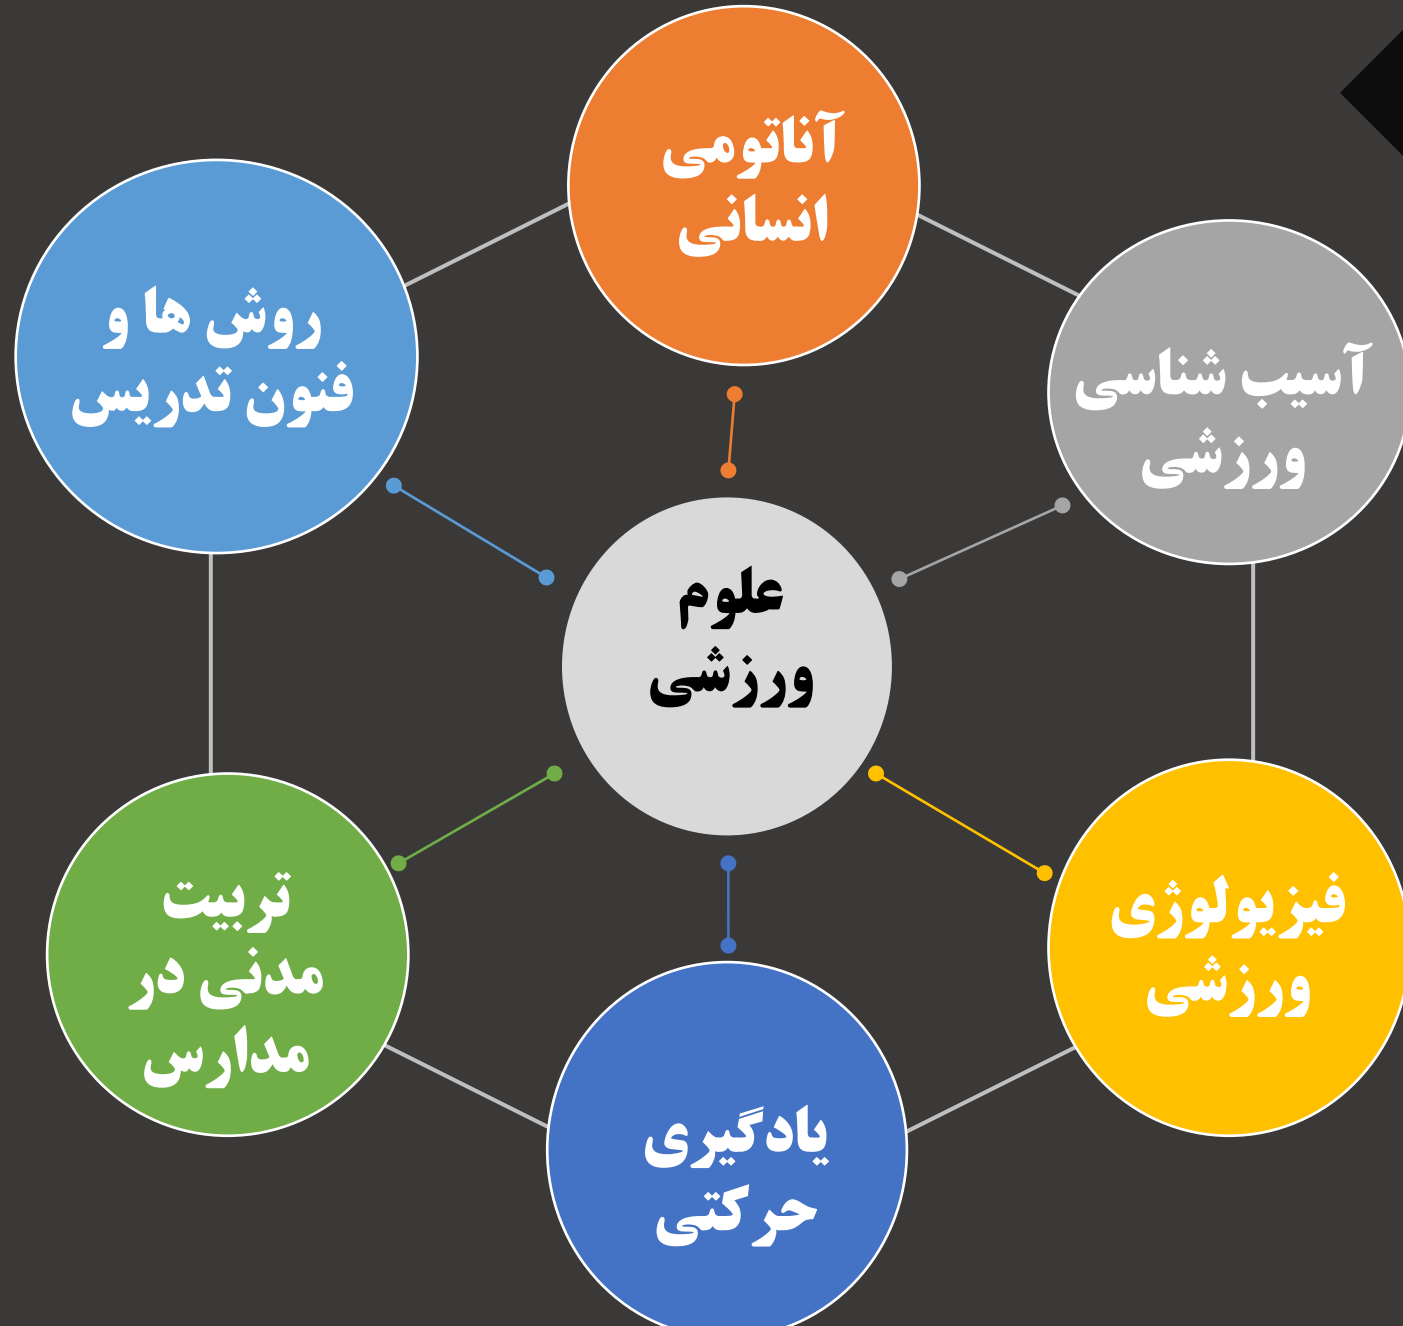 آناتومی
انسانی
آسیب شناسی
ورزشی
فیزیولوژی
ورزشی
یادگیری
حرکتی
تربیت
مدنی در
مدارس
روش ها و
فنون تدریس
علوم
ورزشی